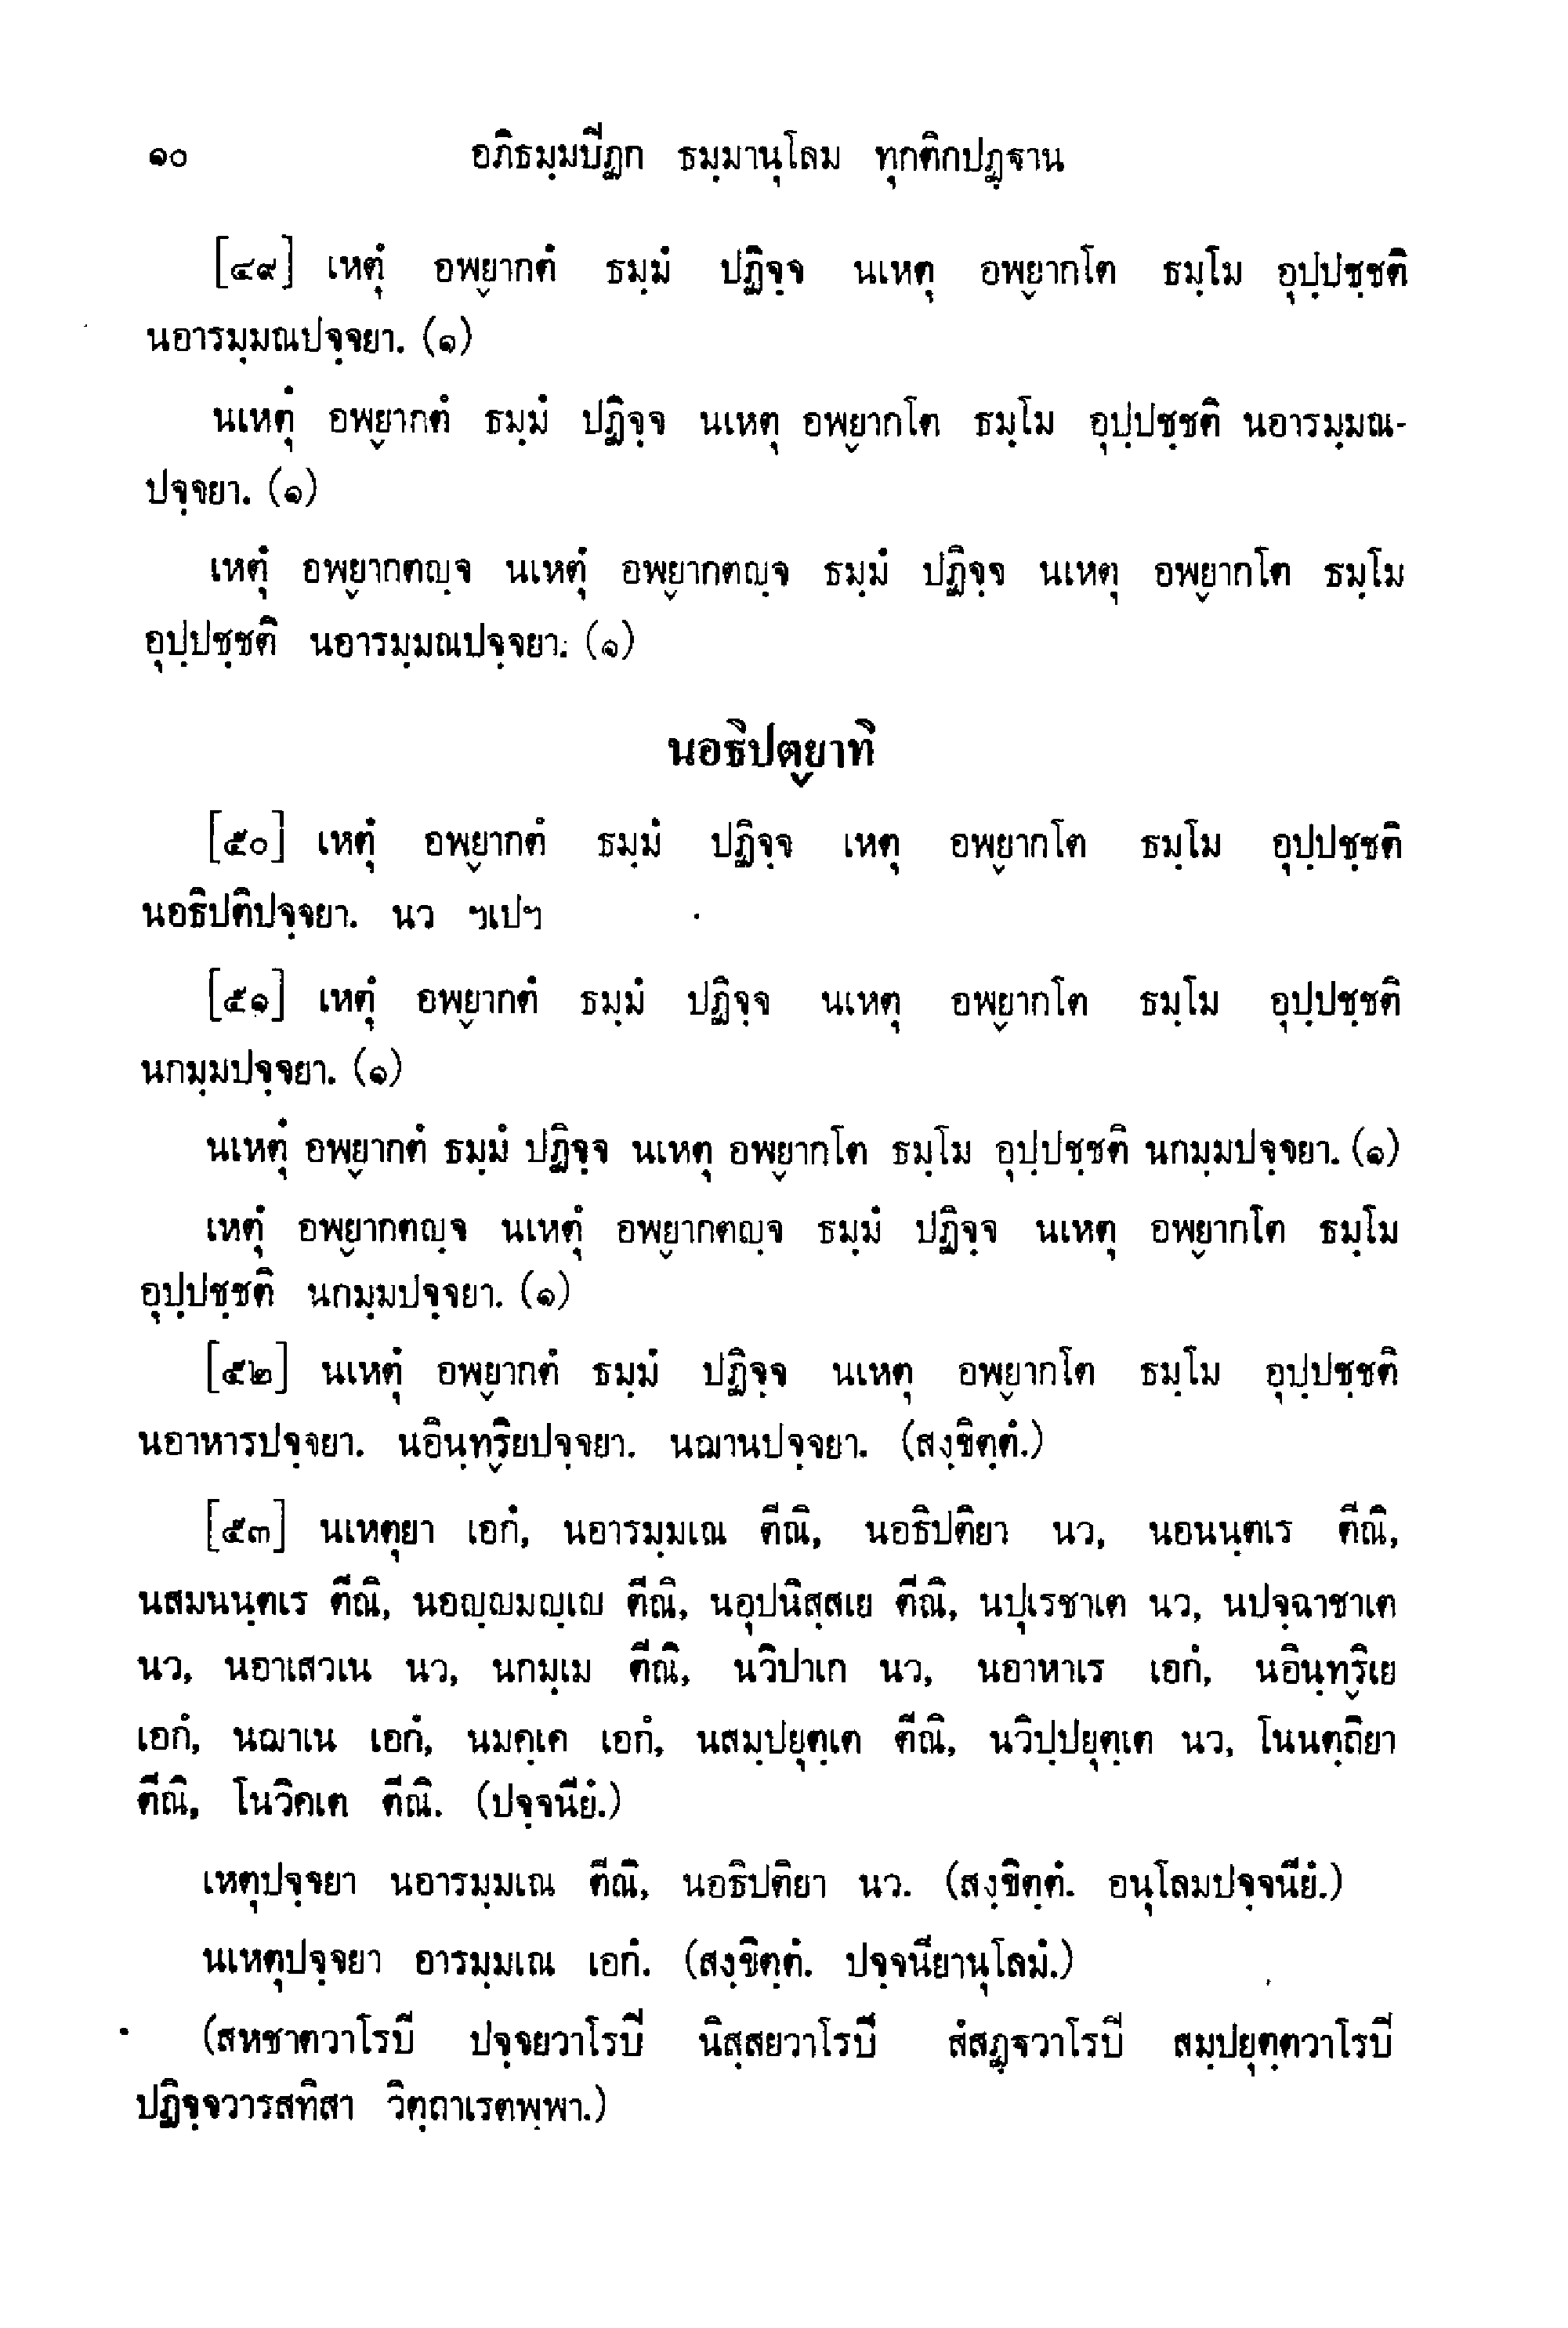 ๑๐ อภิธมฺมปีฏก ธมฺมานุโลม ทุกติกปฏฺฐาน
[๔๙] เหตุํ อพฺยากตํ ธมฺมํ ปฏิจฺจ นเหตุ อพฺยากโต ธมฺโม อุปฺปชฺชติ
นอารมฺมณปจฺจยา. (๑)
นเหตุํ อพฺยากตํ ธมฺมํ ปฏิจฺจ นเหตุ อพฺยากโต ธมฺโม อุปฺปชฺชติ นอารมฺมณ-
ปจฺจยา. (๑)
เหตุํ อพฺยากตญฺจ นเหตุํ อพฺยากตญฺจ ธมฺมํ ปฏิจฺจ นเหตุ อพฺยากโต ธมฺโม
อุปฺปชฺชติ นอารมฺมณปจฺจยา. (๑)
นอธิปตฺยาทิ
[๕๐] เหตุํ อพฺยากตํ ธมฺมํ ปฏิจฺจ เหตุ อพฺยากโต ธมฺโม อุปฺปชฺชติ
นอธิปติปจฺจยา. นว ฯเปฯ
[๕๑] เหตุํ อพฺยากตํ ธมฺมํ ปฏิจฺจ นเหตุ อพฺยากโต ธมฺโม อุปฺปชฺชติ
นกมฺมปจฺจยา. (๑)
นเหตุํ อพฺยากตํ ธมฺมํ ปฏิจฺจ นเหตุ อพฺยากโต ธมฺโม อุปฺปชฺชติ นกมฺมปจฺจยา. (๑)
เหตุํ อพฺยากตญฺจ นเหตุํ อพฺยากตญฺจ ธมฺมํ ปฏิจฺจ นเหตุ อพฺยากโต ธมฺโม
อุปฺปชฺชติ นกมฺมปจฺจยา. (๑)
[๕๒] นเหตุํ อพฺยากตํ ธมฺมํ ปฏิจฺจ นเหตุ อพฺยากโต ธมฺโม อุปฺปชฺชติ
นอาหารปจฺจยา. นอินฺทฺริยปจฺจยา. นฌานปจฺจยา. (สงฺขิตฺตํ.)
[๕๓] นเหตุยา เอกํ, นอารมฺมเณ ตีณิ, นอธิปติยา นว, นอนนฺตเร ตีณิ,
นสมนนฺตเร ตีณิ, นอญฺญมญฺเญ ตีณิ, นอุปนิสฺสเย ตีณิ, นปุเรชาเต นว, นปจฺฉาชาเต
นว, นอาเสวเน นว, นกมฺเม ตีณิ, นวิปาเก นว, นอาหาเร เอกํ, นอินฺทฺริเย
เอกํ, นฌาเน เอกํ, นมคฺเค เอกํ, นสมฺปยุตฺเต ตีณิ, นวิปฺปยุตฺเต นว, โนนตฺถิยา
ตีณิ, โนวิคเต ตีณิ. (ปจฺจนียํ.)
เหตุปจฺจยา นอารมฺมเณ ตีณิ, นอธิปติยา นว. (สงฺขิตฺตํ. อนุโลมปจฺจนียํ.)
นเหตุปจฺจยา อารมฺมเณ เอกํ. (สงฺขิตฺตํ. ปจฺจนียานุโลมํ.)
(สหชาตวาโรปี ปจฺจยวาโรปี นิสฺสยวาโรปี สํสฏฺฐวาโรปี สมฺปยุตฺตวาโรปี
ปฏิจฺจวารสทิสา วิตฺถาเรตพฺพา.)